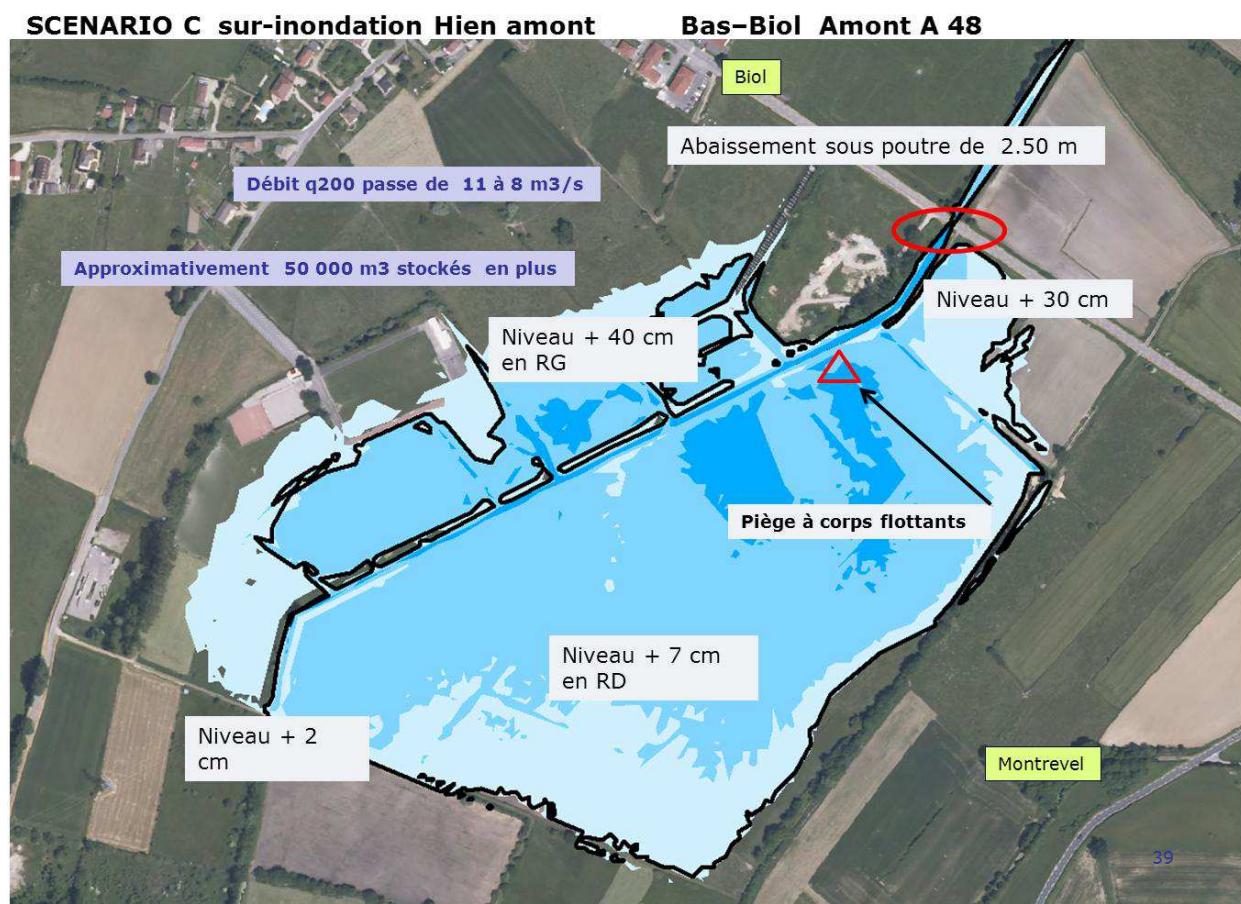 SCENARIO C sur-inondation Hien amont Bas–Biol Amont A 48
Biol
Abaissement sous poutre de 2.50 m
Débit q200 passe de 11 à 8 m3/s
Approximativement 50 000 m3 stockés en plus
Niveau + 30 cm
Niveau + 40 cm
en RG
Piège à corps flottants
Niveau + 7 cm
en RD
Niveau + 2
cm
Montrevel
39